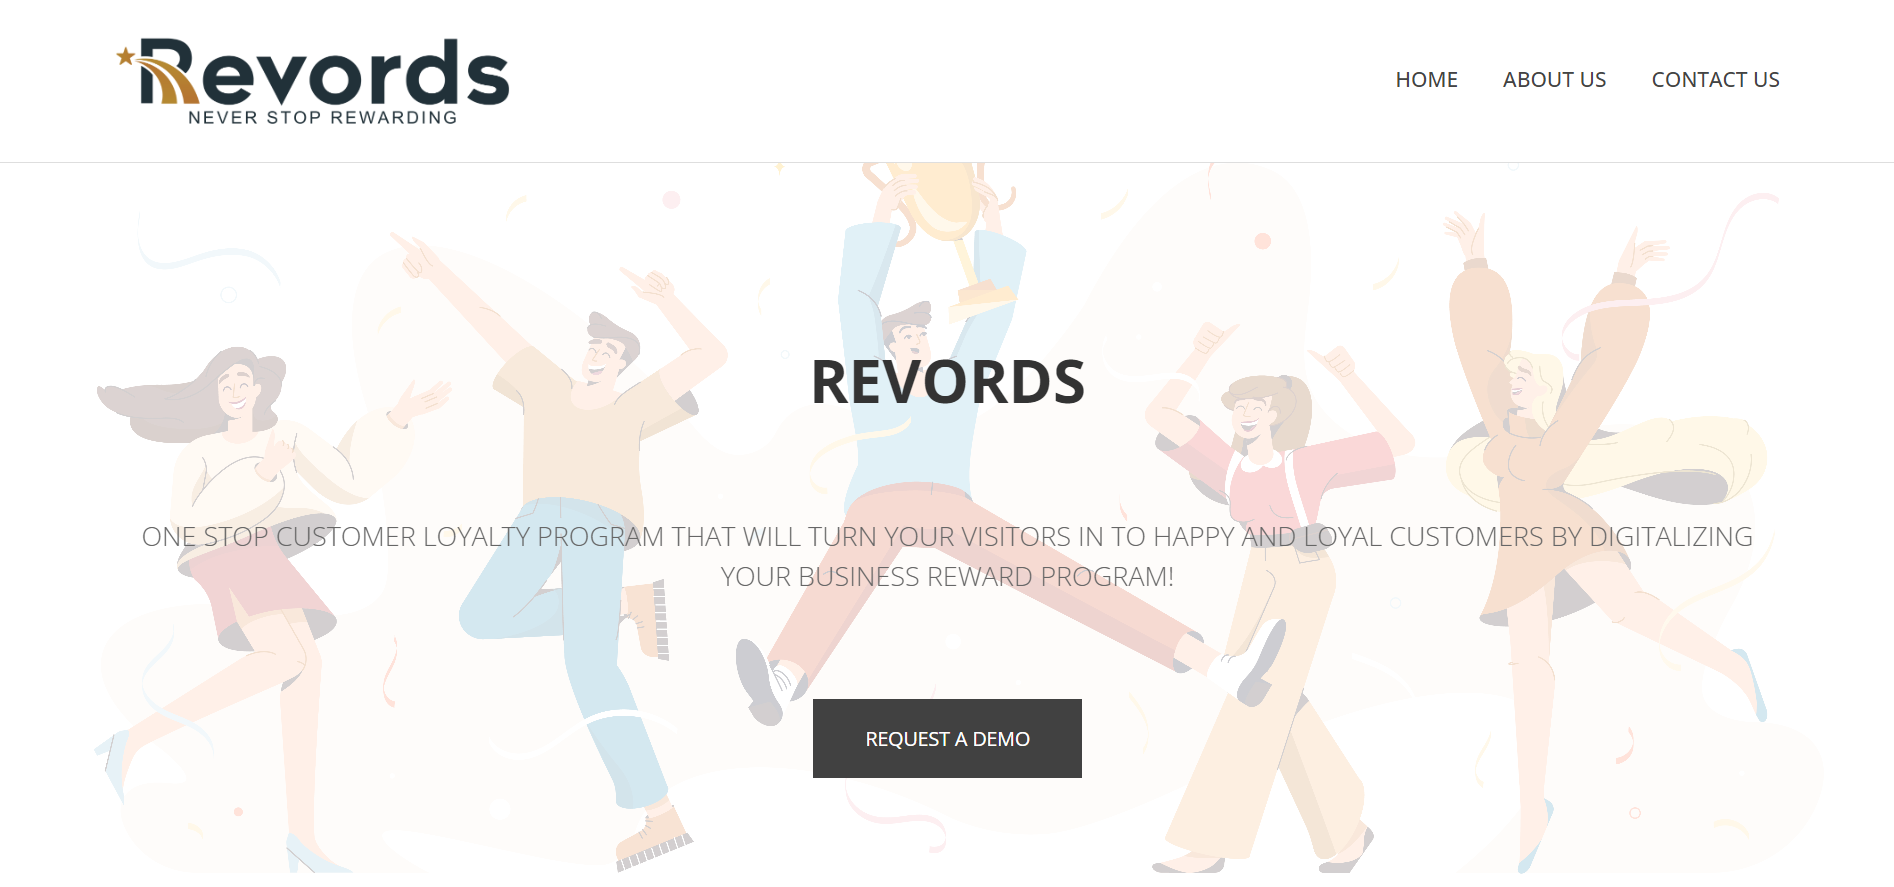 Revords
NEVER STOP REWARDING
HOME
ABOUT US
CONTACT US
REVORDS
ONE STOP CUSTOMER LOYALTY PROGRAM THAT WILL TURN YOUR VISITORS IN TO HAPPY AND LOYAL CUSTOMERS BY DIGITALIZING
YOUR BUSINESS REWARD PROGRAM!
REQUEST A DEMO